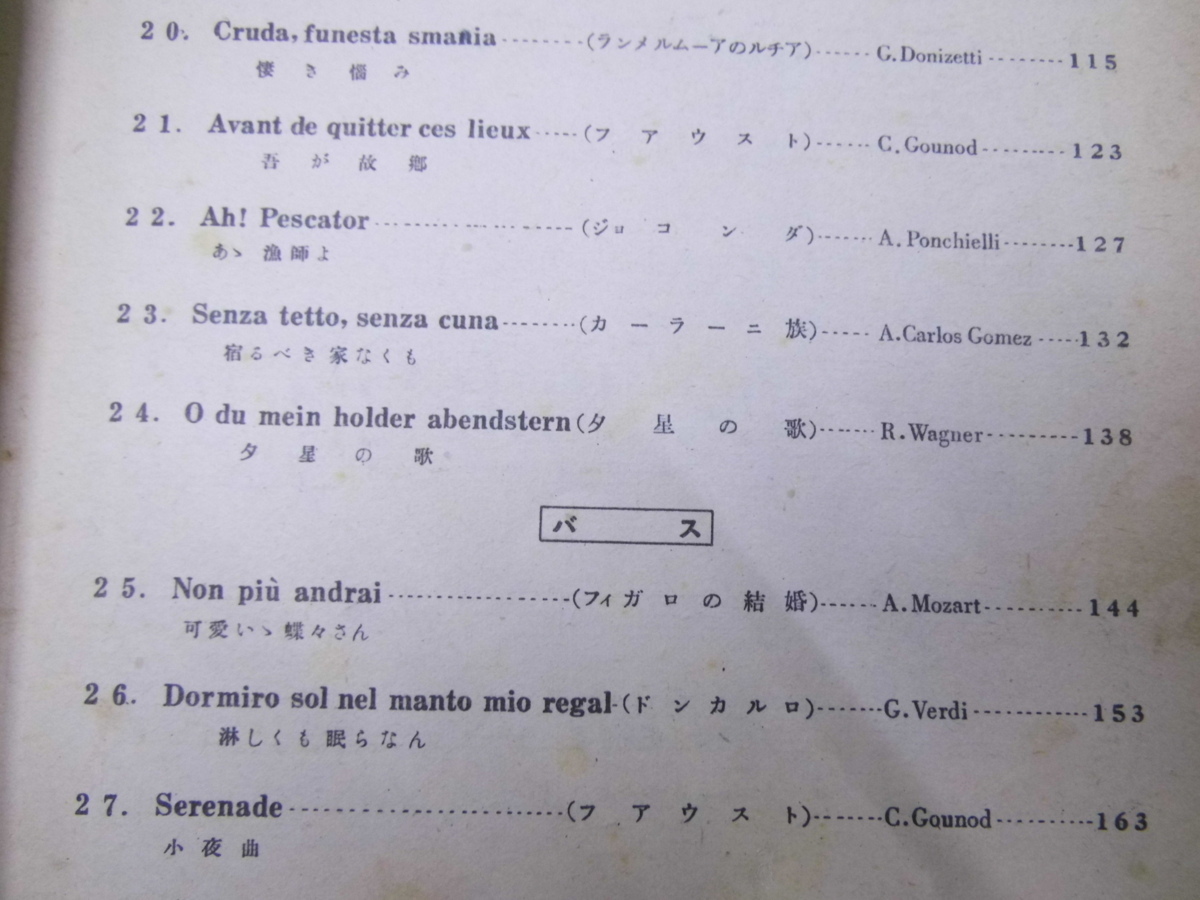 20. Cruda, funesta smania--------(ランメルムーアのルチア)------G.Donizetti--------115
悽き惱み
21. Avant de quitter ces lieux-----(フアウスト)------C.Gounod---------123
吾が故鄕
22. Ah! Pescator------------------(ジョコンダ)------A. Ponchielli--------127
あゝ漁師よ
23. Senza tetto, senza cuna--------(カーラーニ族)-----A.Carlos Gomez-----132
宿るべき家なくも
24. O du mein holder abendstern(夕星の歌)------R.Wagner---------138
夕星の歌
バス
25. Non più andrai-----------------(フィガロの結婚)------A.Mozart---------144
可愛いゝ蝶々さん
26. Dormiro sol nel manto mio regal-(ドンカルロ)-------G.Verdi-----------153
淋しくも眠らなん
27. Serenade--------------------------(フアウスト)-------C.Gounod---------163
小夜曲